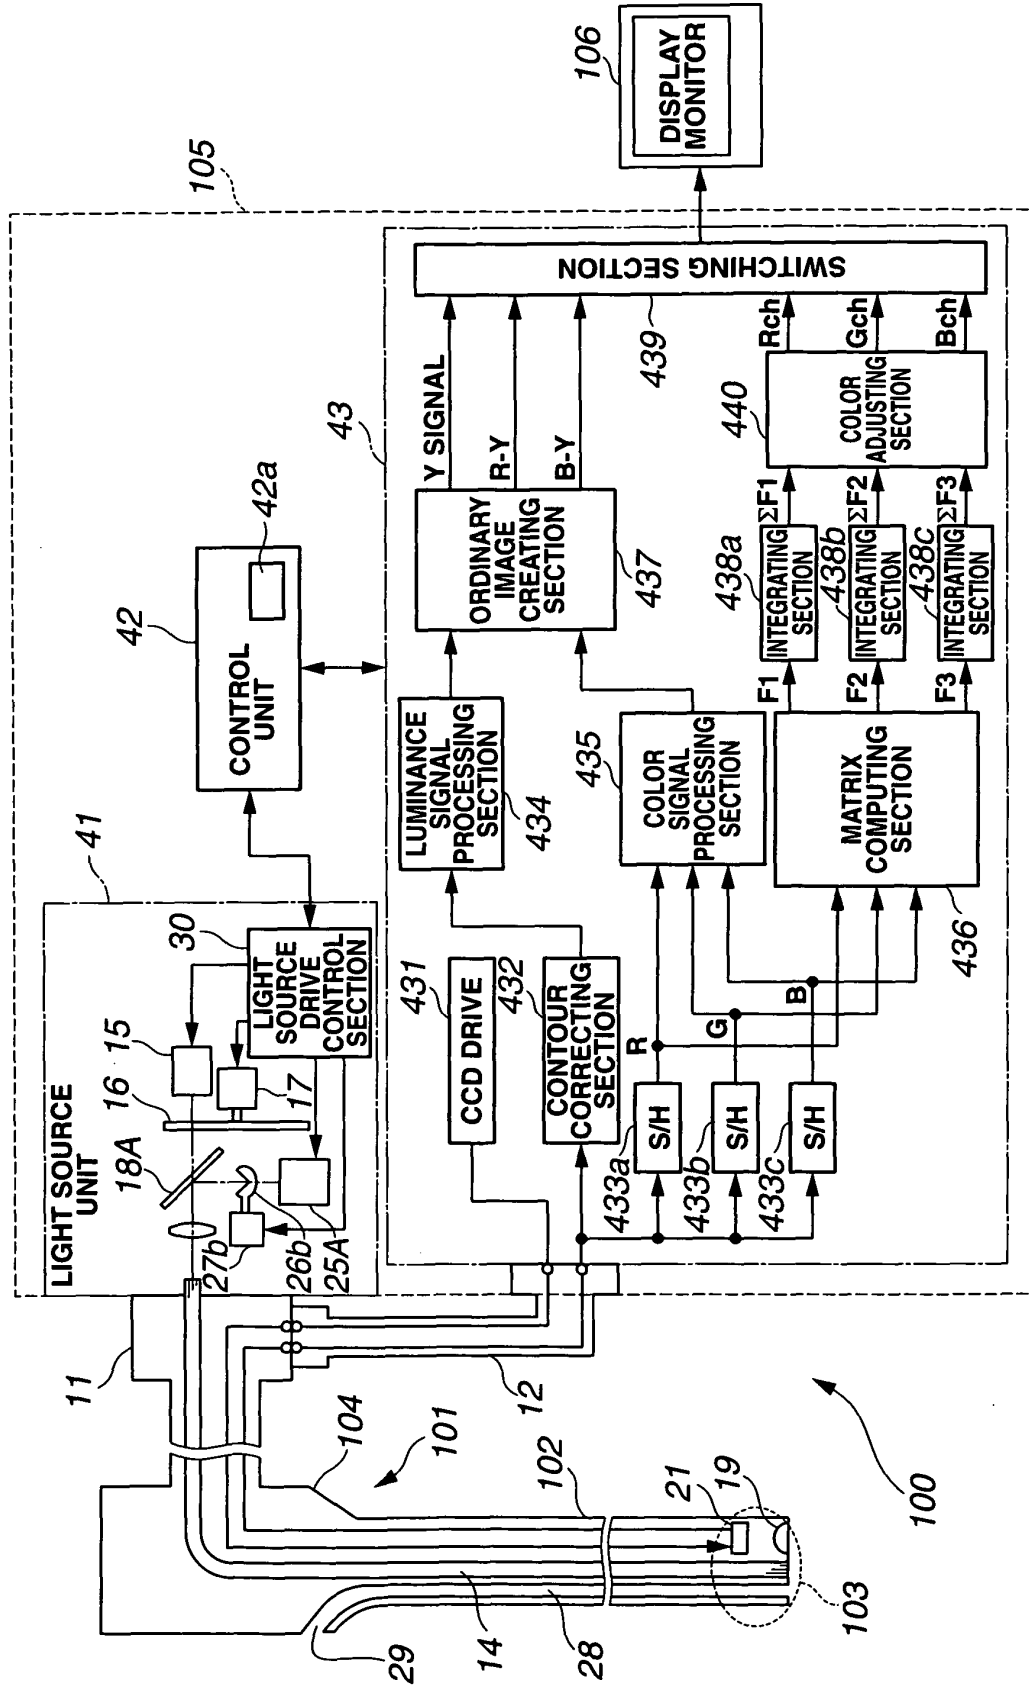 105
106
DISPLAY
MONITOR
LIGHT SOURCE
UNIT
41
30
LIGHT
SOURCE
DRIVE
CONTROL
SECTION
15
16
17
18A
27b
26b
25A
42
CONTROL
UNIT
42a
43
11
12
104
101
102
21
19
103
100
14
28
29
431
CCD DRIVE
432
CONTOUR
CORRECTING
SECTION
433a
S/H
433b
S/H
433c
S/H
R
G
B
LUMINANCE
SIGNAL
PROCESSING
SECTION
434
435
COLOR
SIGNAL
PROCESSING
SECTION
MATRIX
COMPUTING
SECTION
436
ORDINARY
IMAGE
CREATING
SECTION
437
Y SIGNAL
R-Y
B-Y
F1
F2
F3
438a
INTEGRATING
SECTION
438b
INTEGRATING
SECTION
438c
INTEGRATING
SECTION
ΣF1
ΣF2
ΣF3
440
COLOR
ADJUSTING
SECTION
Rch
Gch
Bch
439
SWITCHING SECTION